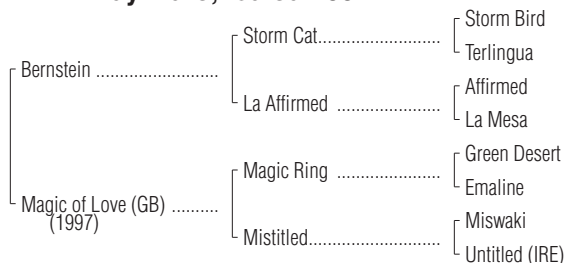 Storm Bird
Storm Cat..............................
Terlingua
Bernstein ..............................
Affirmed
La Affirmed .........................
La Mesa
Green Desert
Magic Ring .........................
Emaline
Magic of Love (GB) ..........
(1997)
Miswaki
Mistitled................................
Untitled (IRE)